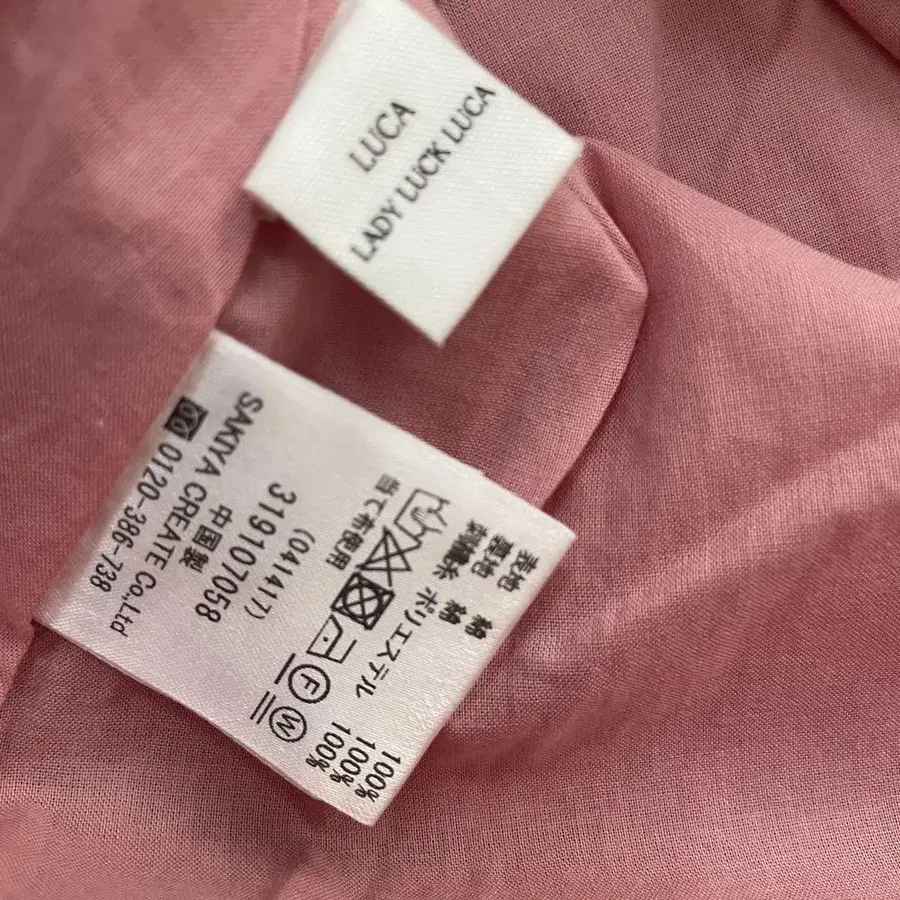 LUCA
LADY LUCK LUCA
表地 綿 100%
裏地 綿 100%
刺繍糸 ポリエステル 100%
当て布使用
F
W
(041417)
319107058
中国製
SAKIYA CREATE Co.,Ltd
0120-386-738